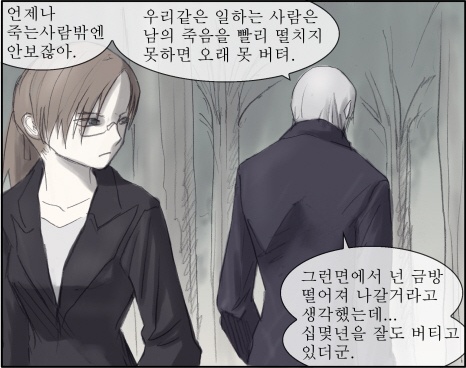 언제나
죽는사람밖엔
안보잖아.
우리같은 일하는 사람은
남의 죽음을 빨리 떨치지
못하면 오래 못 버텨.
그런면에서 넌 금방
떨어져 나갈거라고
생각했는데...
십몇년을 잘도 버티고
있더군.